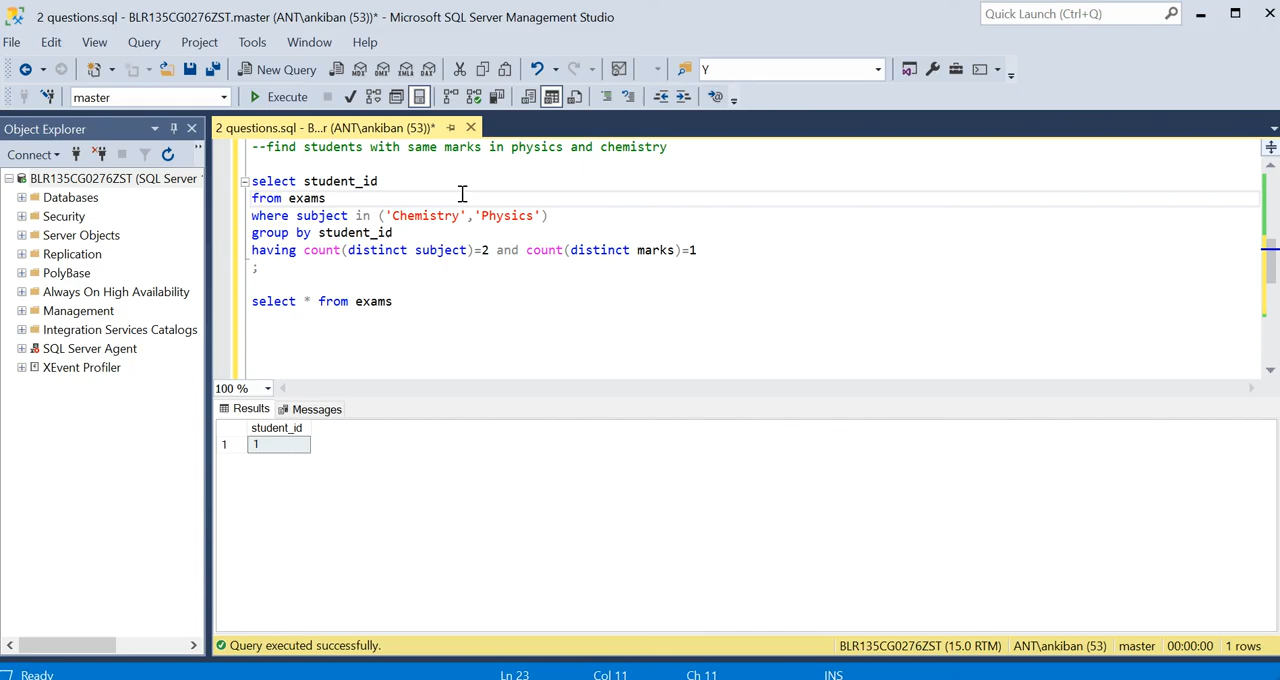 2 questions.sql - BLR135CG0276ZST.master (ANT\ankiban (53))* - Microsoft SQL Server Management Studio
Quick Launch (Ctrl+Q)
File Edit View Query Project Tools Window Help
New Query MDX DMX XMLA DAX Y
master Execute
Object Explorer
2 questions.sql - B...r (ANT\ankiban (53))*
Connect
BLR135CG0276ZST (SQL Server
Databases
Security
Server Objects
Replication
PolyBase
Always On High Availability
Management
Integration Services Catalogs
SQL Server Agent
XEvent Profiler
--find students with same marks in physics and chemistry
select student_id
from exams
where subject in ('Chemistry','Physics')
group by student_id
having count(distinct subject)=2 and count(distinct marks)=1
;
select * from exams
100 %
Results Messages
student_id
1 1
Query executed successfully. BLR135CG0276ZST (15.0 RTM) ANT\ankiban (53) master 00:00:00 1 rows
Ready Ln 23 Col 11 Ch 11 INS